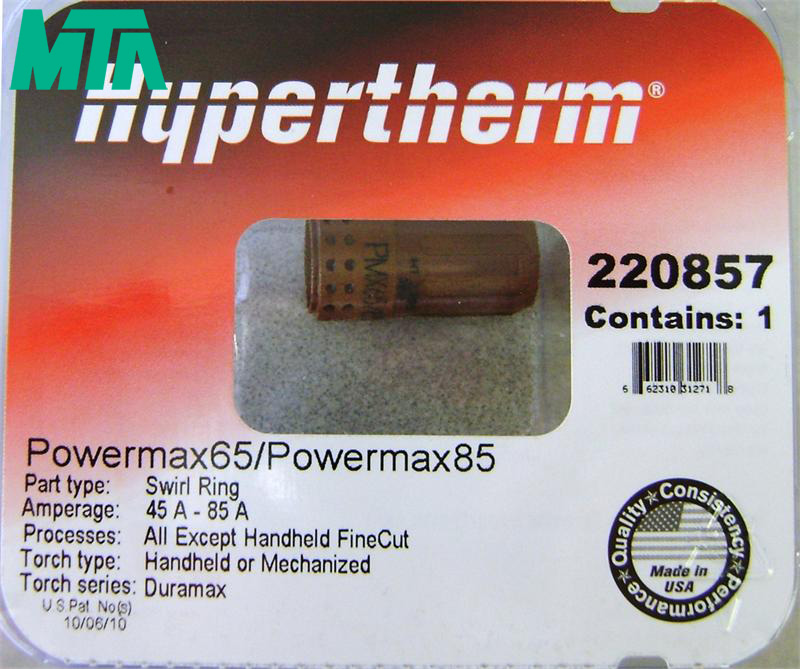 MTA
Hypertherm®
PMX65/
220857
Contains: 1
6 62310 31271 8
Powermax65/Powermax85
Part type: Swirl Ring
Amperage: 45 A - 85 A
Processes: All Except Handheld FineCut
Torch type: Handheld or Mechanized
Torch series: Duramax
U.S.Pat. No(s)
10/06/10
Quality ★ Consistency ★ Performance ★
Made in
USA